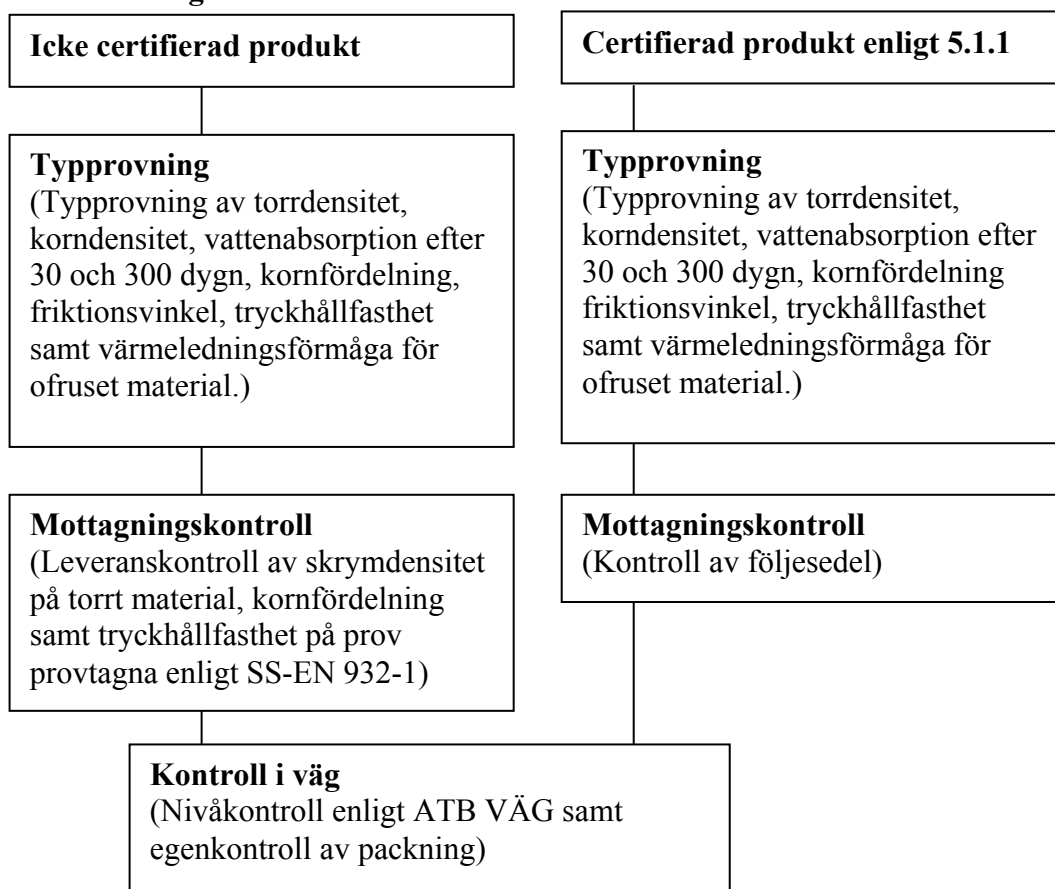 Icke certifierad produkt
Certifierad produkt enligt 5.1.1
Typprovning
(Typprovning av torrdensitet,
korndensitet, vattenabsorption efter
30 och 300 dygn, kornfördelning,
friktionsvinkel, tryckhållfasthet
samt värmeledningsförmåga för
ofruset material.)
Typprovning
(Typprovning av torrdensitet,
korndensitet, vattenabsorption efter
30 och 300 dygn, kornfördelning
friktionsvinkel, tryckhållfasthet
samt värmeledningsförmåga för
ofruset material.)
Mottagningskontroll
(Leveranskontroll av skrymdensitet
på torrt material, kornfördelning
samt tryckhållfasthet på prov
provtagna enligt SS-EN 932-1)
Mottagningskontroll
(Kontroll av följesedel)
Kontroll i väg
(Nivåkontroll enligt ATB VÄG samt
egenkontroll av packning)